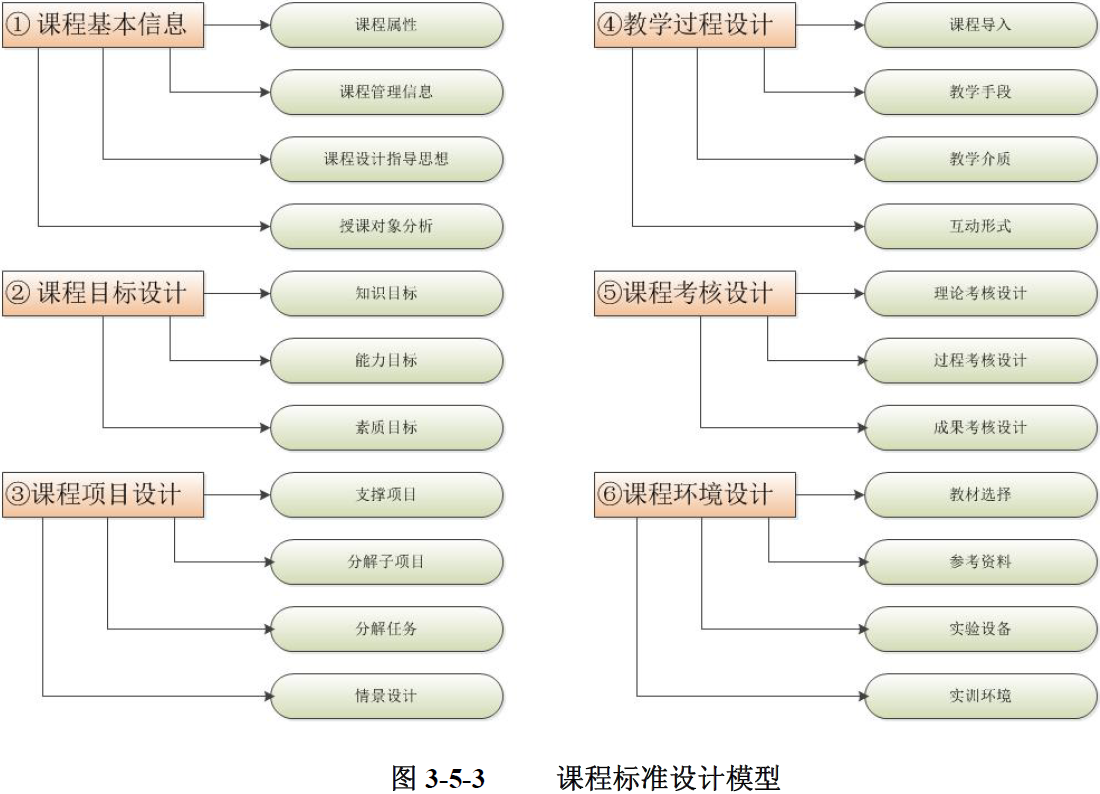 ① 课程基本信息
课程属性
课程管理信息
课程设计指导思想
授课对象分析
② 课程目标设计
知识目标
能力目标
素质目标
③课程项目设计
支撑项目
分解子项目
分解任务
情景设计
④教学过程设计
课程导入
教学手段
教学介质
互动形式
⑤课程考核设计
理论考核设计
过程考核设计
成果考核设计
⑥课程环境设计
教材选择
参考资料
实验设备
实训环境
图 3-5-3 课程标准设计模型